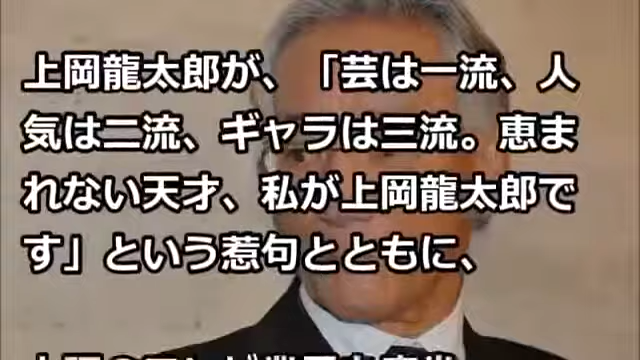 上岡龍太郎が、「芸は一流、人
気は二流、ギャラは三流。恵ま
れない天才、私が上岡龍太郎で
す」という惹句とともに、